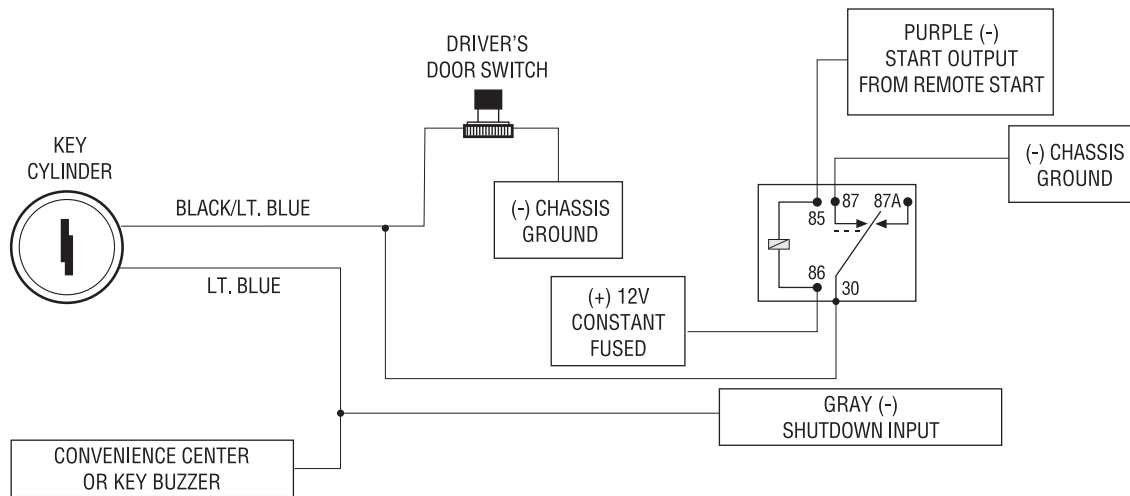 DRIVER'S
DOOR SWITCH
PURPLE (-)
START OUTPUT
FROM REMOTE START
KEY
CYLINDER
(-) CHASSIS
GROUND
BLACK/LT. BLUE
(-) CHASSIS
GROUND
87
87A
85
LT. BLUE
86
30
(+) 12V
CONSTANT
FUSED
GRAY (-)
SHUTDOWN INPUT
CONVENIENCE CENTER
OR KEY BUZZER